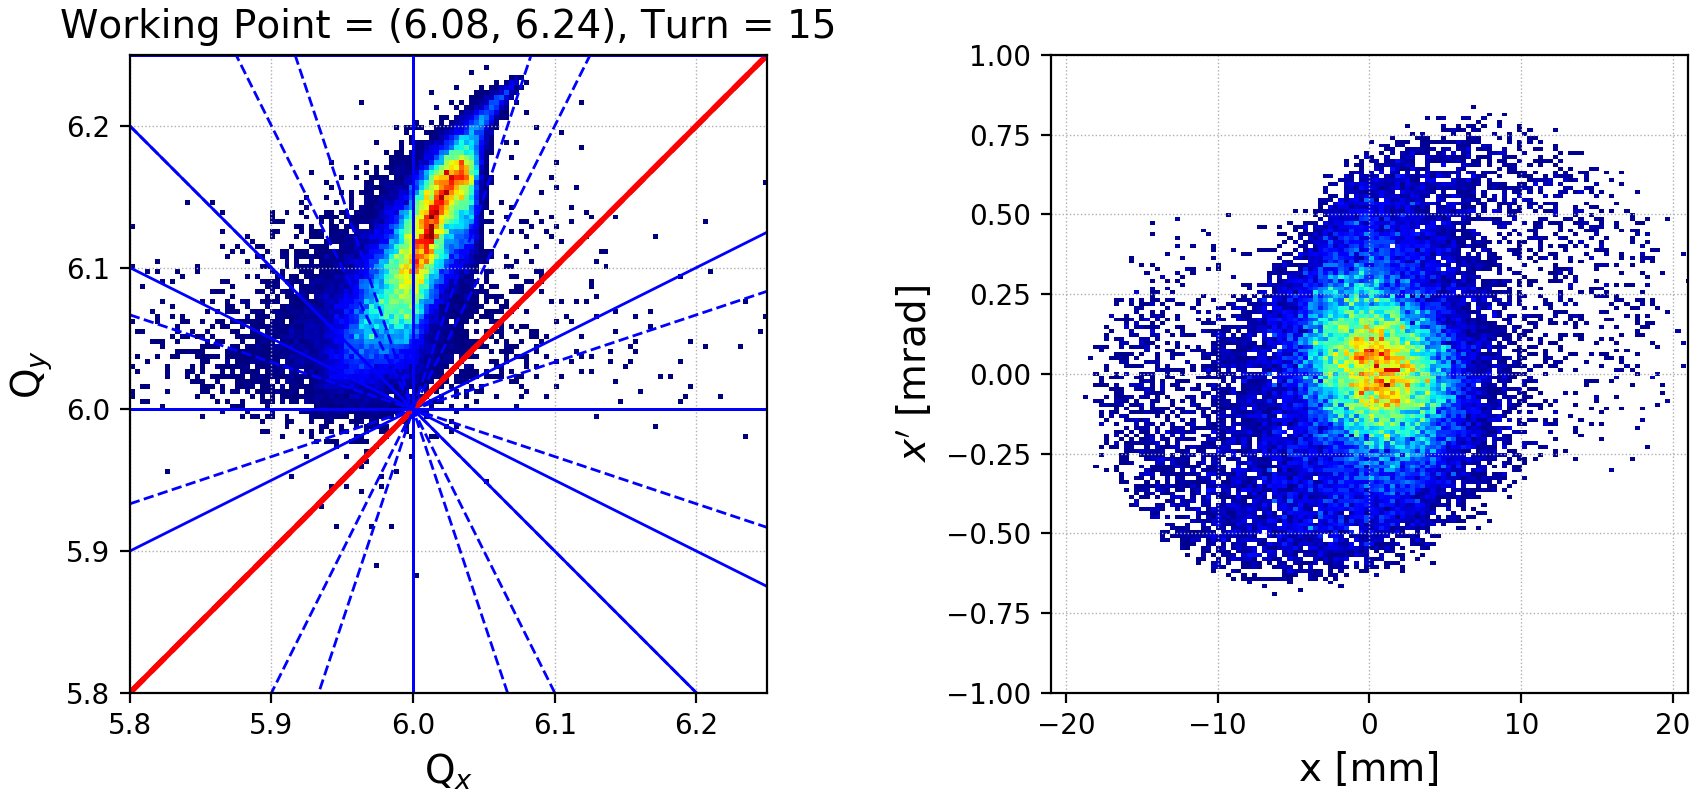 Working Point = (6.08, 6.24), Turn = 15
6.2
6.1
6.0
5.9
5.8
Q_y
5.8 5.9 6.0 6.1 6.2
Q_x
1.00
0.75
0.50
0.25
0.00
−0.25
−0.50
−0.75
−1.00
x′ [mrad]
−20 −10 0 10 20
x [mm]